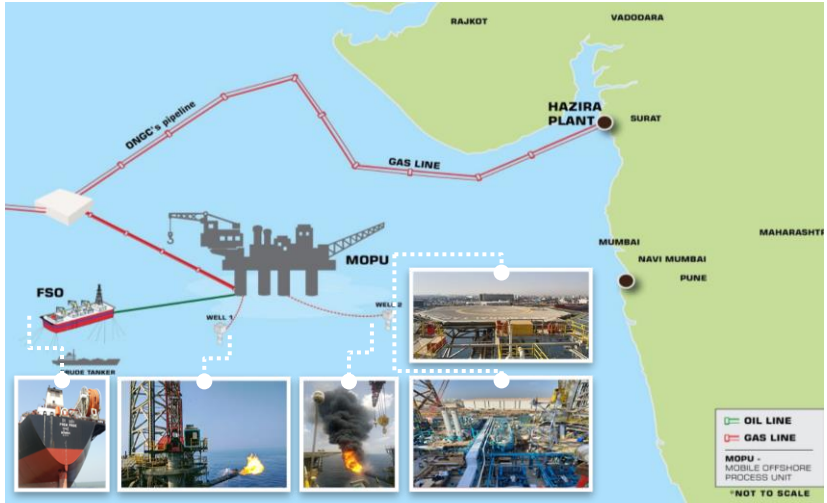 RAJKOT
VADODARA
HAZIRA
PLANT
SURAT
ONGC's pipeline
GAS LINE
MAHARASHTR
MUMBAI
NAVI MUMBAI
PUNE
MOPU
FSO
WELL 1
WELL 2
RUDE TANKER
OIL LINE
GAS LINE
MOPU -
MOBILE OFFSHORE
PROCESS UNIT
*NOT TO SCALE